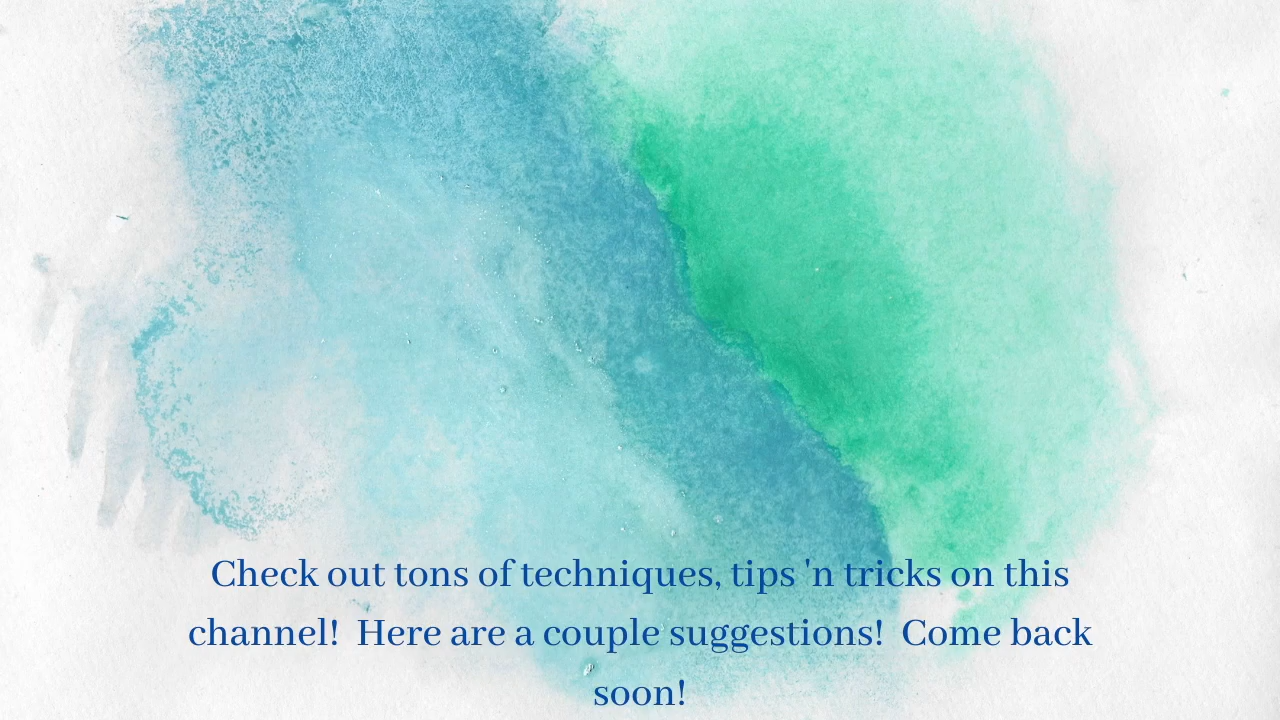 Check out tons of techniques, tips 'n tricks on this
channel!  Here are a couple suggestions!  Come back
soon!